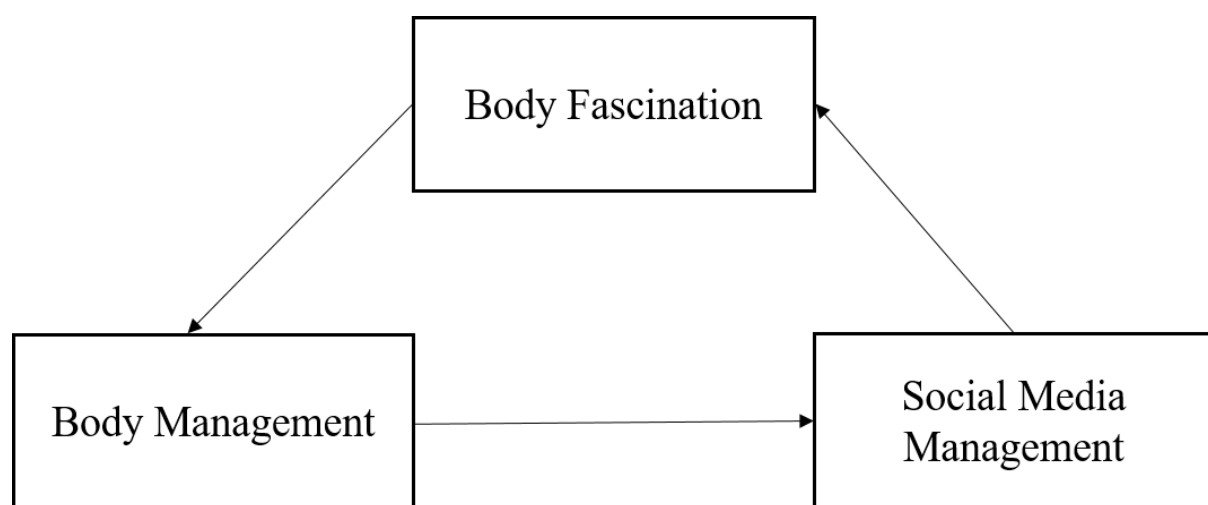 Body Fascination
Body Management
Social Media
Management